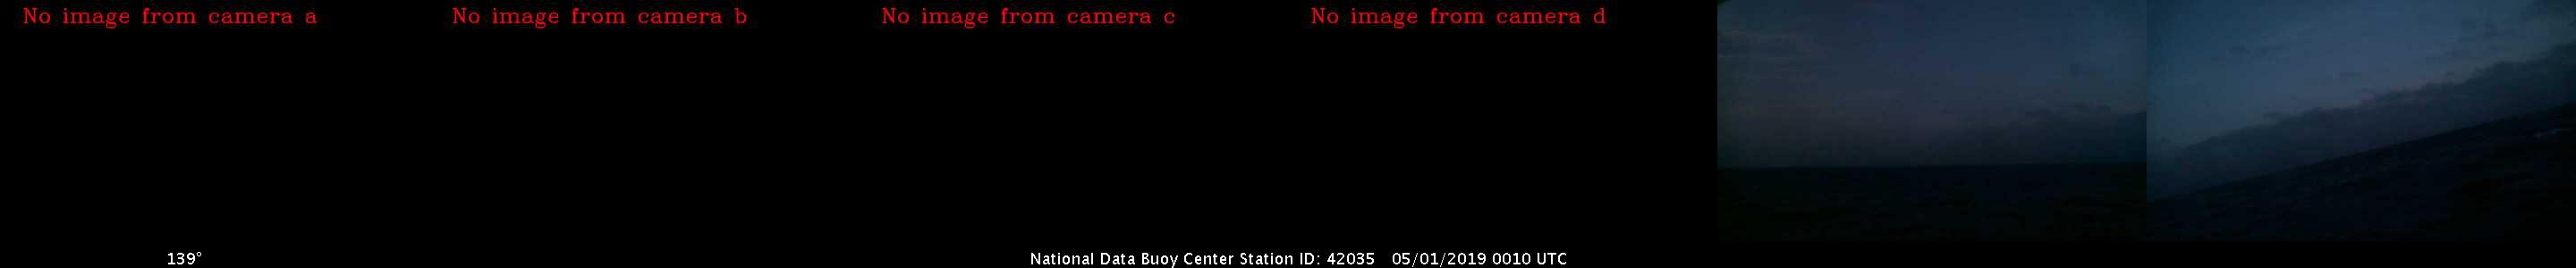 No image from camera a
No image from camera b
No image from camera c
No image from camera d
139°
National Data Buoy Center Station ID: 42035 05/01/2019 0010 UTC